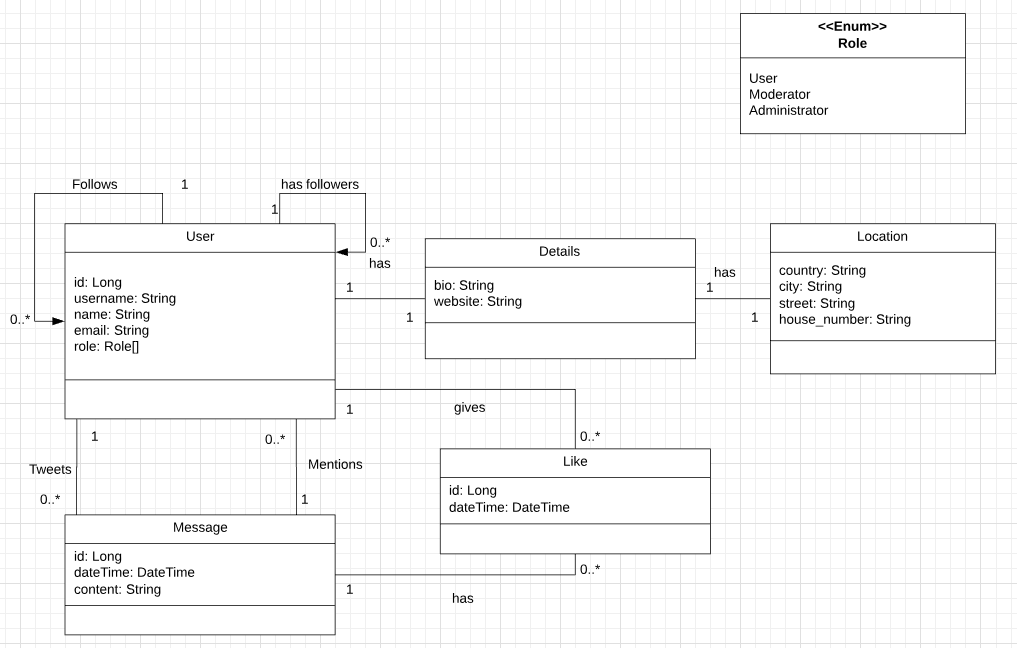 <<Enum>>
Role
User
Moderator
Administrator
Follows
1
has followers
1
0..*
has
User
id: Long
username: String
name: String
email: String
role: Role[]
0..*
1
1
Details
bio: String
website: String
has
1
1
Location
country: String
city: String
street: String
house_number: String
1
gives
0..*
1
Tweets
0..*
0..*
Mentions
1
Like
id: Long
dateTime: DateTime
Message
id: Long
dateTime: DateTime
content: String
0..*
1
has